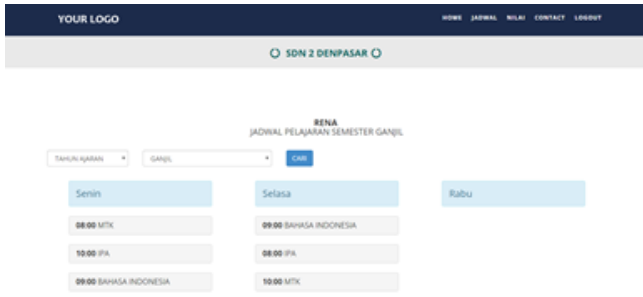 YOUR LOGO
HOME JADWAL NILAI CONTACT LOGOUT
SDN 2 DENPASAR
RENA
JADWAL PELAJARAN SEMESTER GANJIL
TAHUN AJARAN GANJIL CARI
Senin Selasa Rabu
08:00 MTK 09:00 BAHASA INDONESIA
10:00 IPA 08:00 IPA
09:00 BAHASA INDONESIA 10:00 MTK